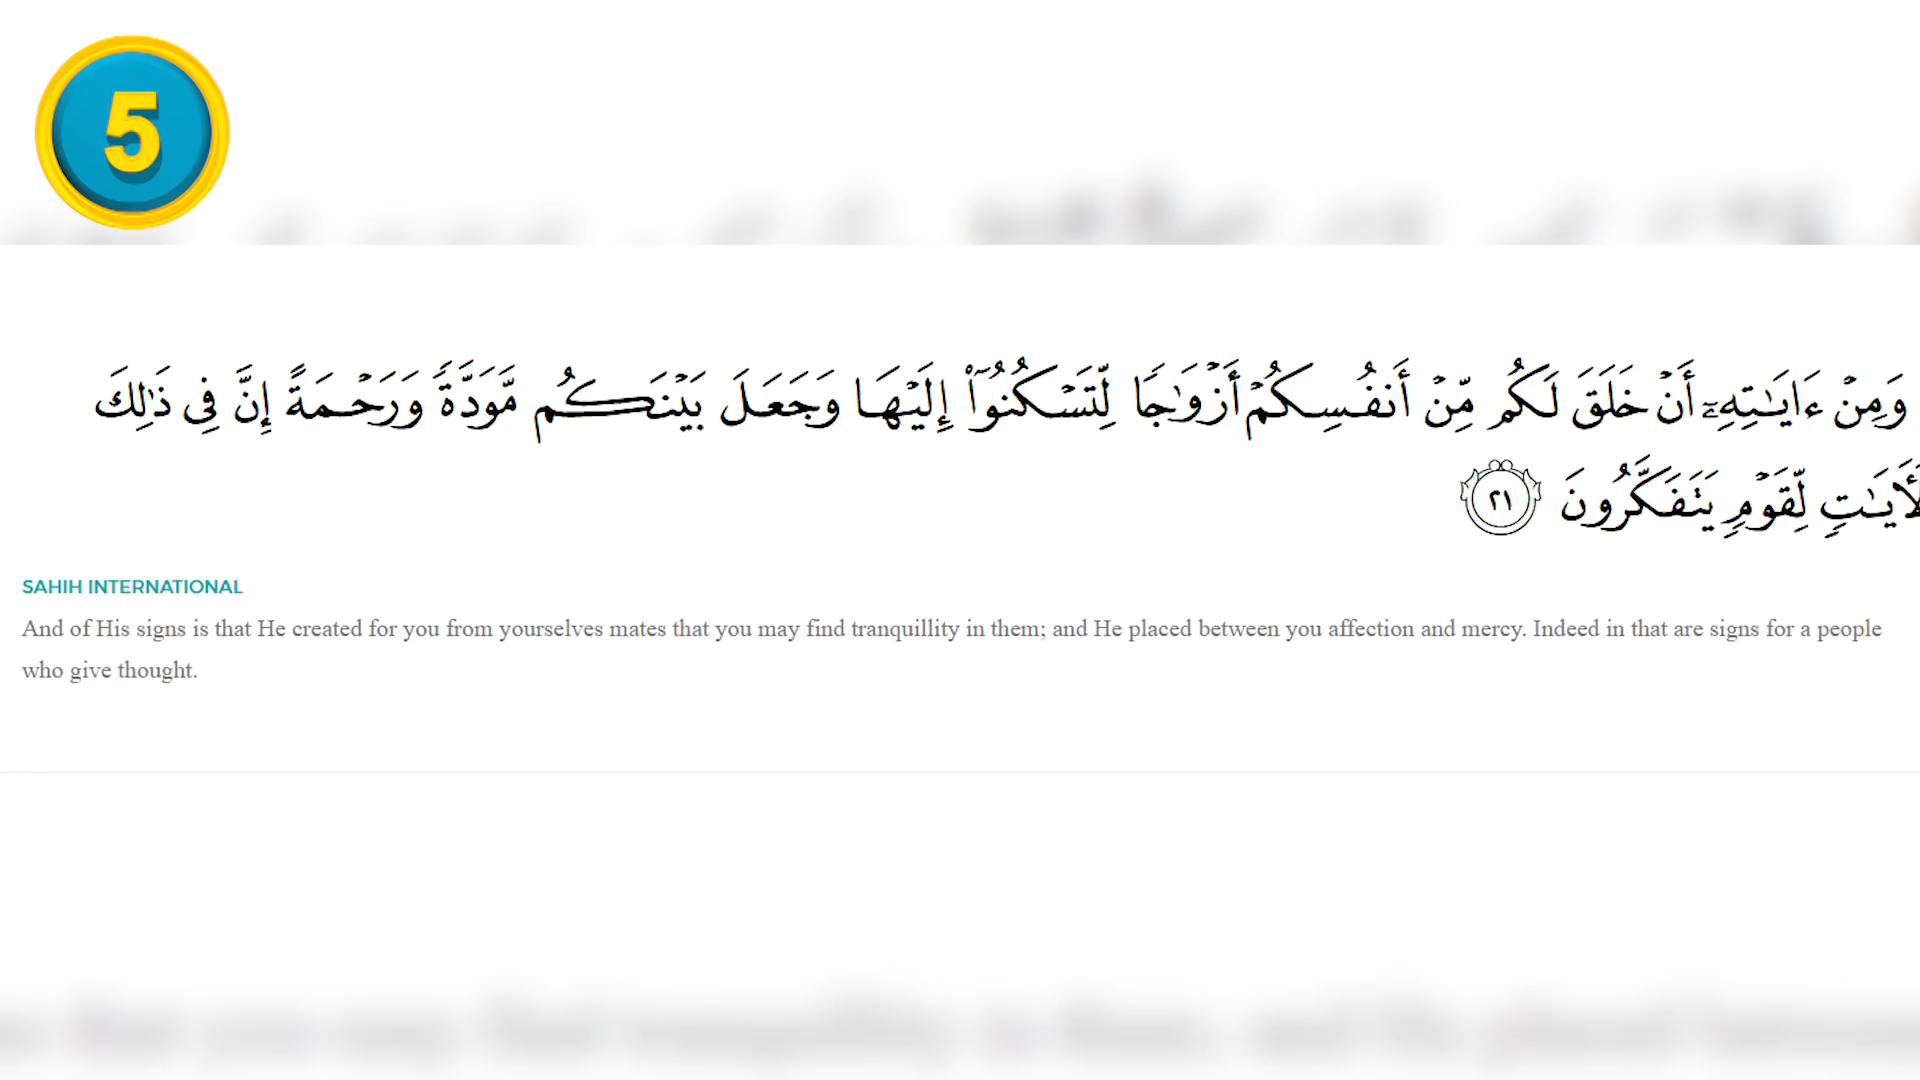 5
وَمِنْ ءَايَـٰتِهِۦٓ أَنْ خَلَقَ لَكُم مِّنْ أَنفُسِكُمْ أَزْوَٰجًا لِّتَسْكُنُوٓا۟ إِلَيْهَا وَجَعَلَ بَيْنَكُم مَّوَدَّةً وَرَحْمَةً إِنَّ فِى ذَٰلِكَ
لَـَٔايَـٰتٍ لِّقَوْمٍ يَتَفَكَّرُونَ ٢١
SAHIH INTERNATIONAL
And of His signs is that He created for you from yourselves mates that you may find tranquillity in them; and He placed between you affection and mercy. Indeed in that are signs for a people
who give thought.